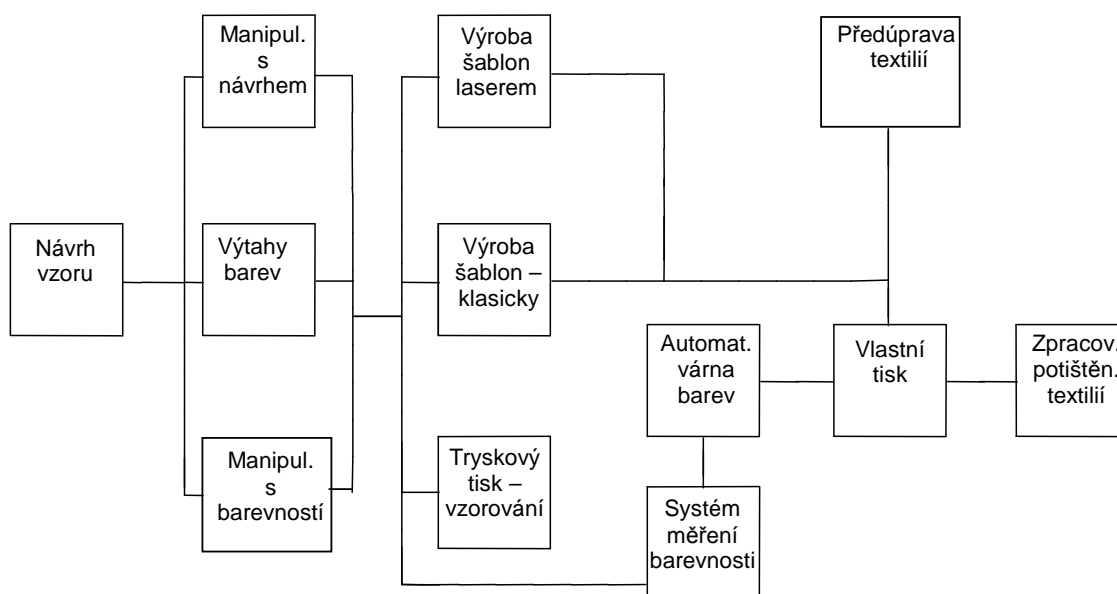 Manipul.
s
návrhem
Výroba
šablon
laserem
Předúprava
textilií
Návrh
vzoru
Výtahy
barev
Výroba
šablon –
klasicky
Automat.
várna
barev
Vlastní
tisk
Zpracov.
potištěn.
textilií
Manipul.
s
barevností
Tryskový
tisk –
vzorování
Systém
měření
barevnosti